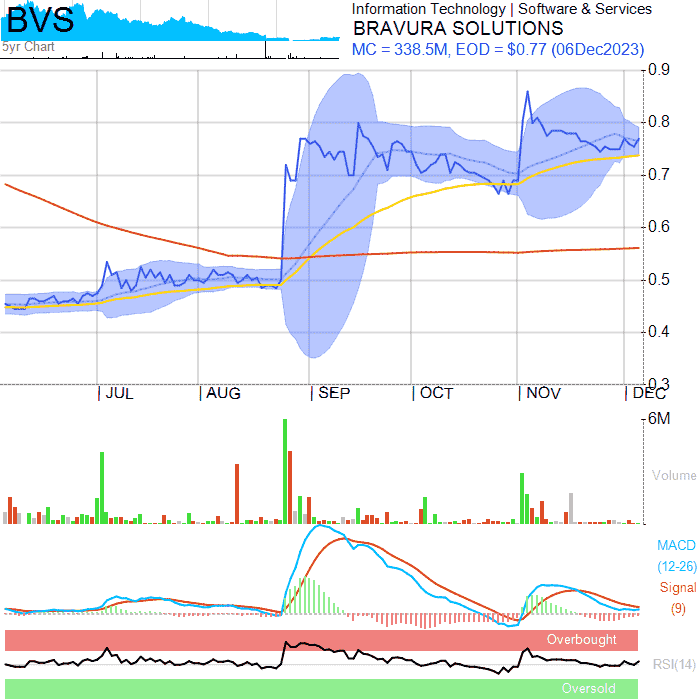 BVS
5yr Chart
Information Technology | Software & Services
BRAVURA SOLUTIONS
MC = 338.5M, EOD = $0.77 (06Dec2023)
0.9
0.8
0.7
0.6
0.5
0.4
0.3
JUL AUG SEP OCT NOV DEC
6M
Volume
MACD
(12-26)
Signal
(9)
Overbought
RSI(14)
Oversold